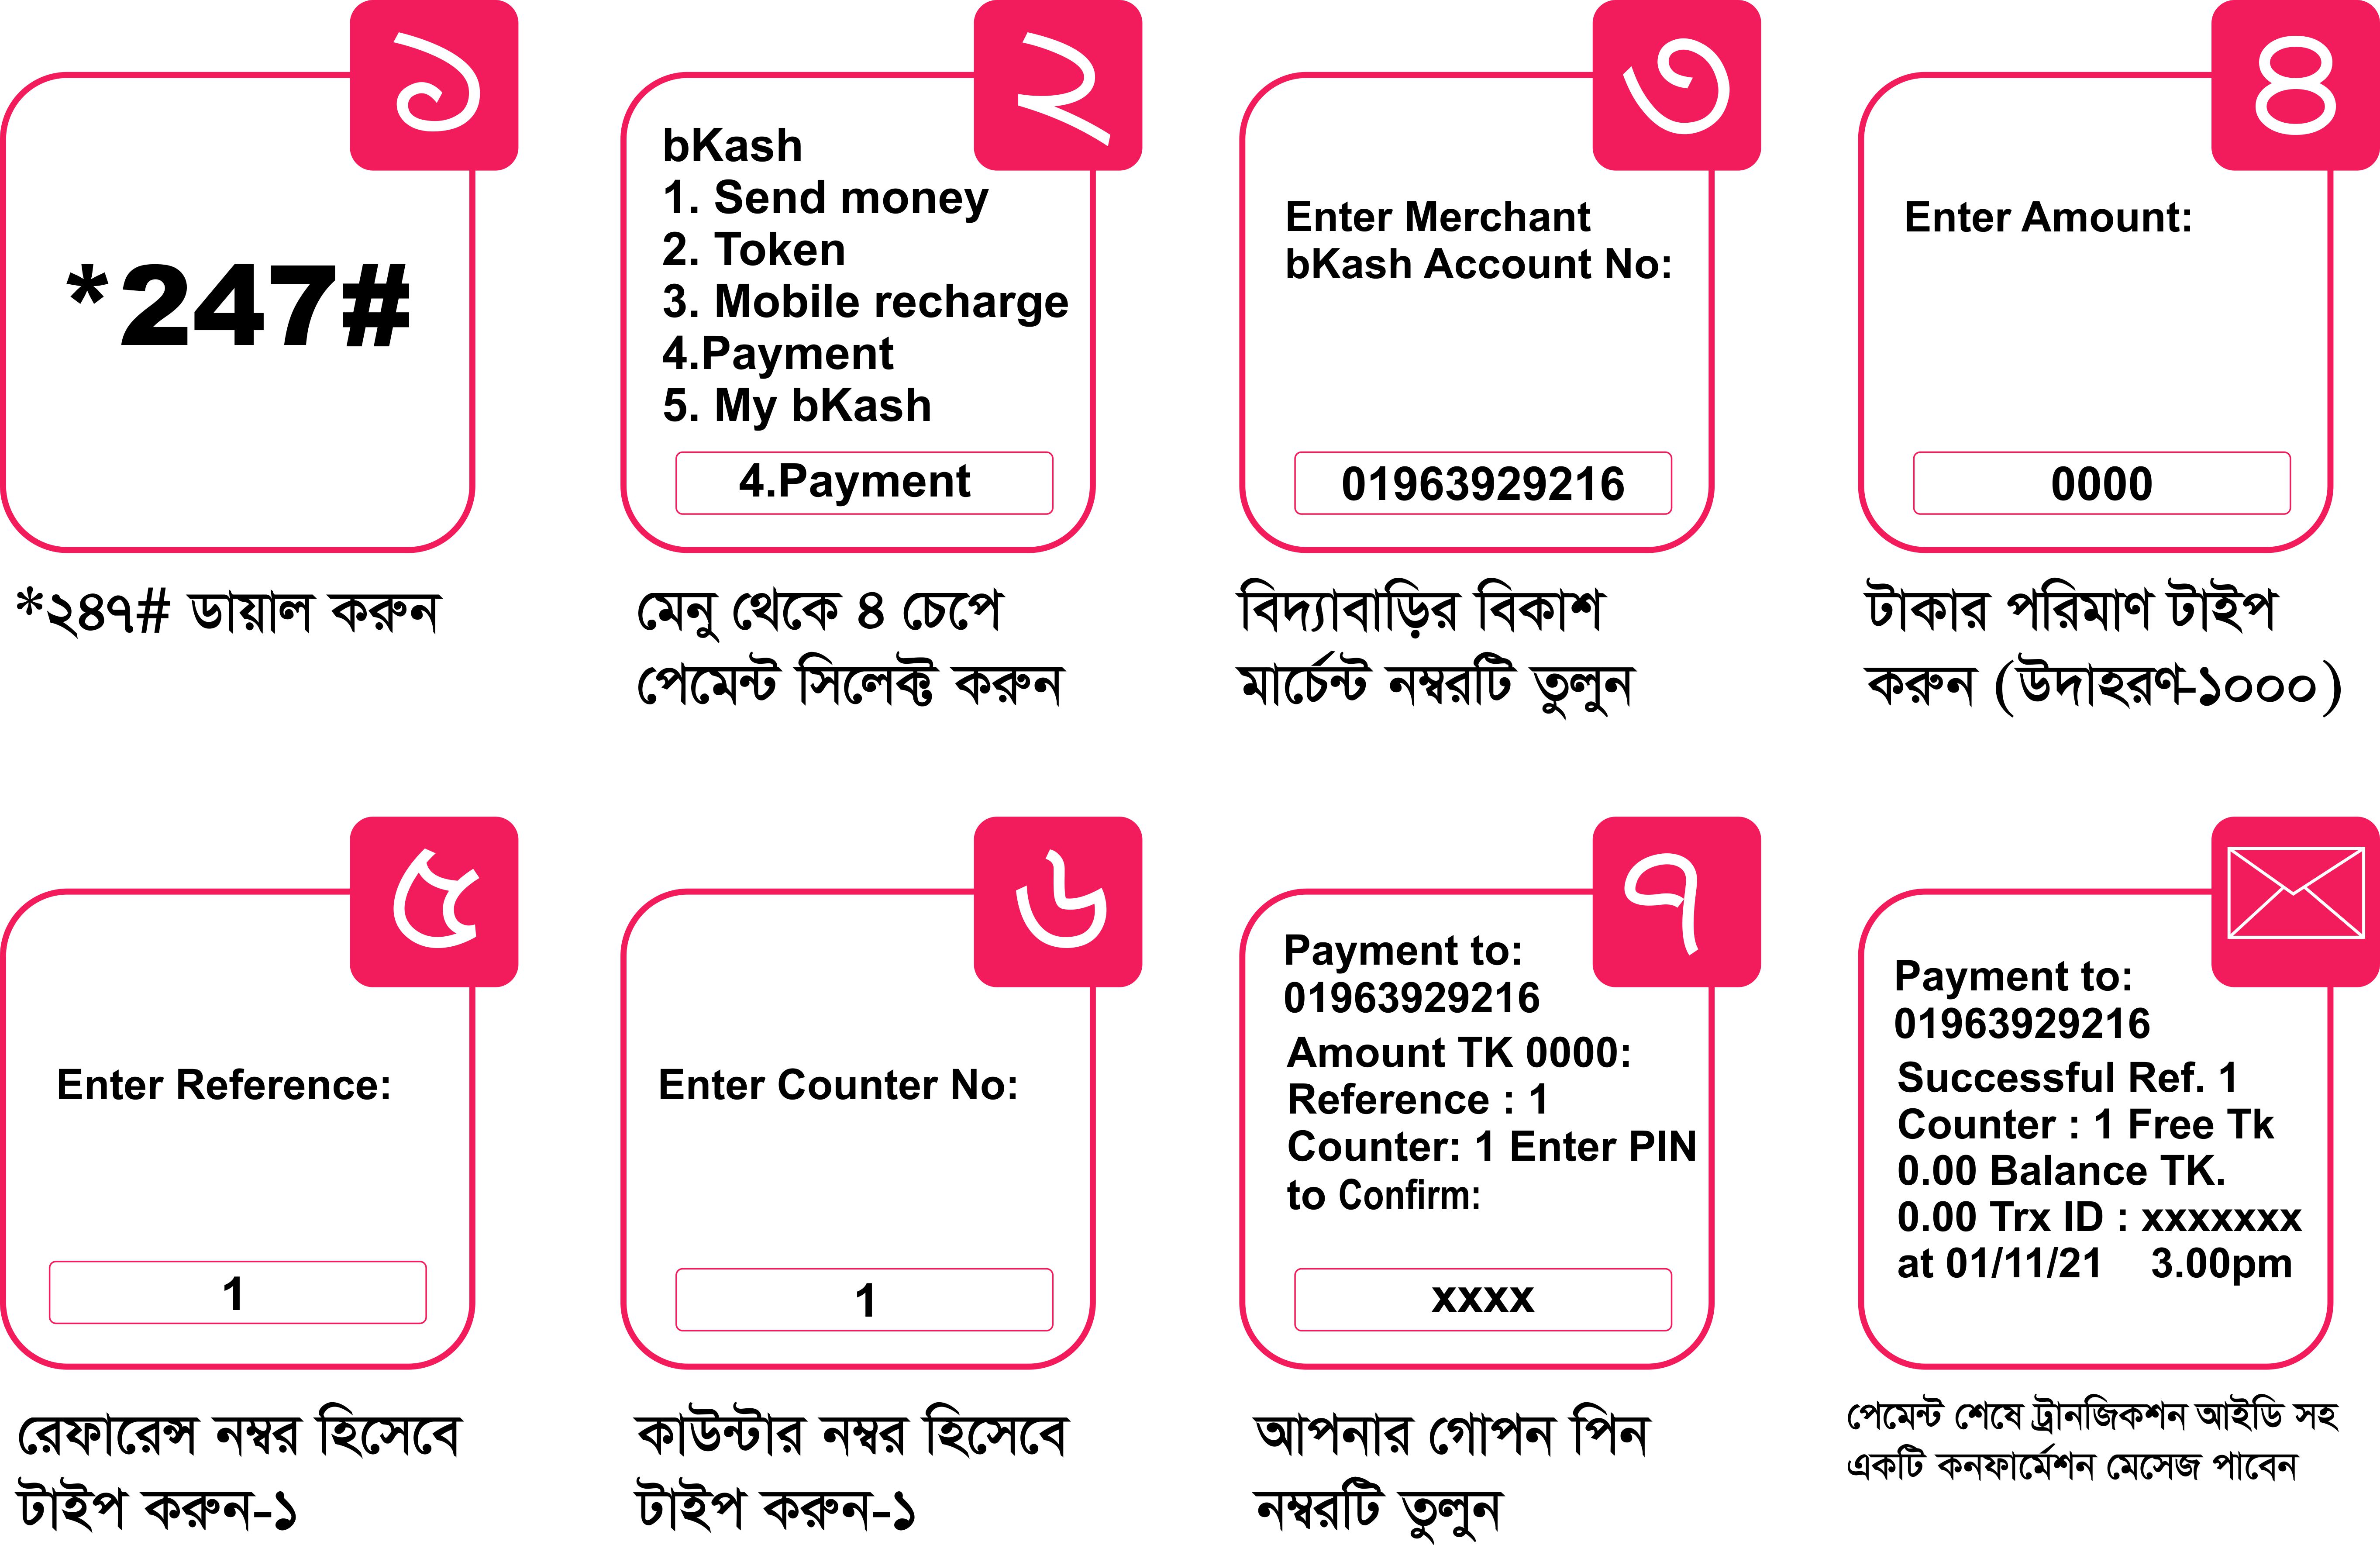 ১
*247#
*২৪৭# ডায়াল করুন
২
bKash
1. Send money
2. Token
3. Mobile recharge
4.Payment
5. My bKash
4.Payment
মেনু থেকে ৪ চেপে
পেমেন্ট সিলেক্ট করুন
৩
Enter Merchant
bKash Account No:
01963929216
বিদ্যাবাড়ির বিকাশ
মার্চেন্ট নম্বরটি তুলুন
৪
Enter Amount:
0000
টাকার পরিমাণ টাইপ
করুন (উদাহরণ-১০০০)
৫
Enter Reference:
1
রেফারেন্স নম্বর হিসেবে
টাইপ করুন-১
৬
Enter Counter No:
1
কাউন্টার নম্বর হিসেবে
টাইপ করুন-১
৭
Payment to:
01963929216
Amount TK 0000:
Reference : 1
Counter: 1 Enter PIN
to Confirm:
xxxx
আপনার গোপন পিন
নম্বরটি তুলুন
Payment to:
01963929216
Successful Ref. 1
Counter : 1 Free Tk
0.00 Balance TK.
0.00 Trx ID : xxxxxxx
at 01/11/21 3.00pm
পেমেন্ট শেষে ট্রানজিকশন আইডি সহ
একটি কনফার্মেশন মেসেজ পাবেন